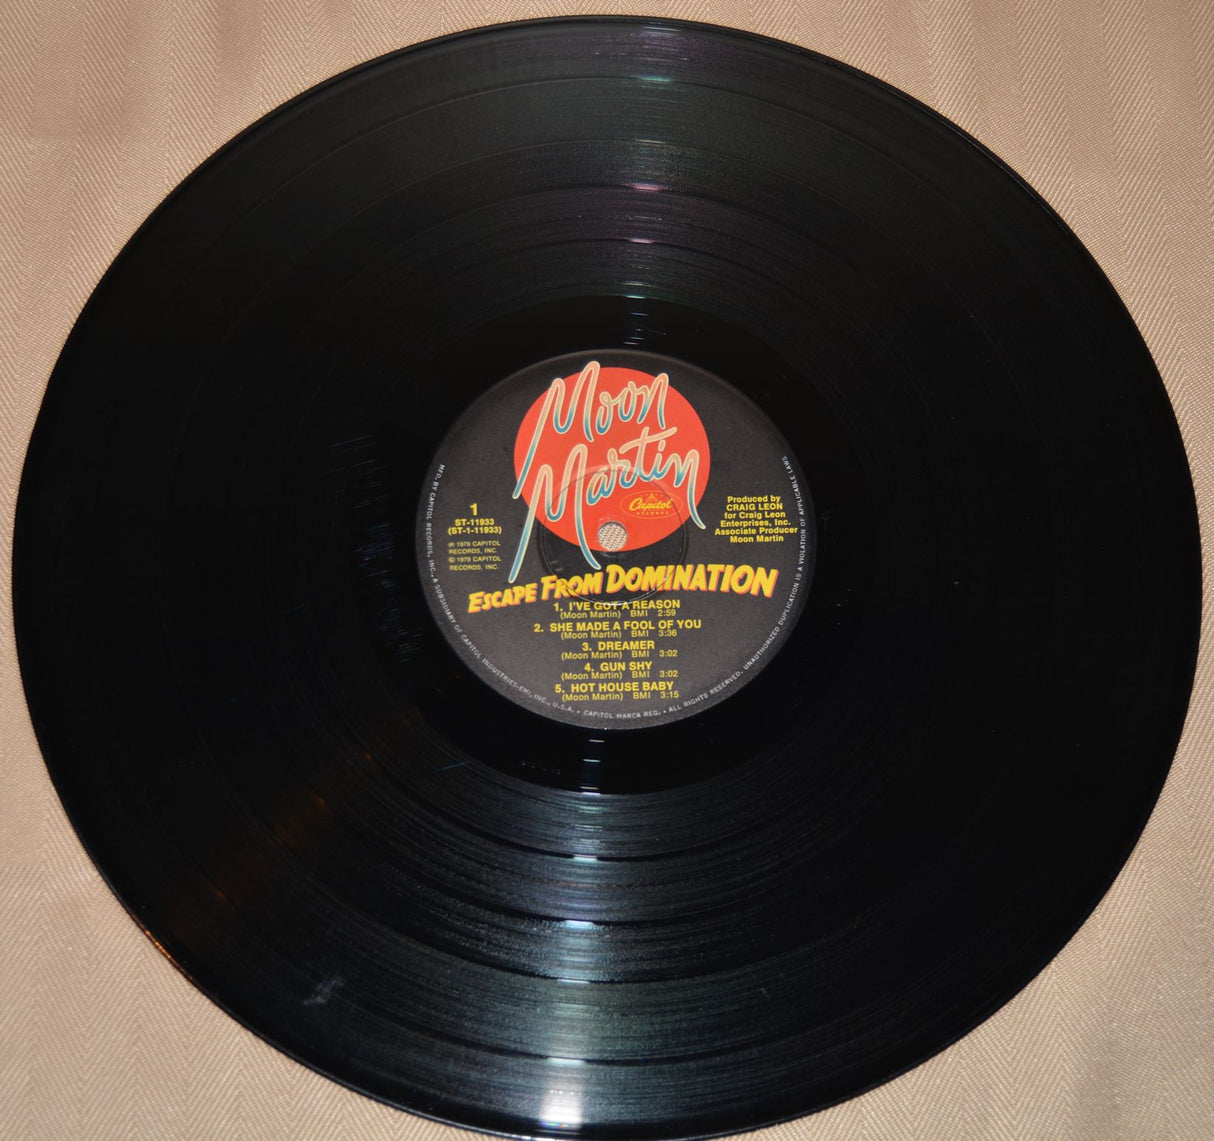 Moon
Martin
Capitol
RECORDS
1
ST-11933
(ST-1-11933)
℗ 1979 CAPITOL
RECORDS, INC.
© 1979 CAPITOL
RECORDS, INC.
Produced by
CRAIG LEON
for Craig Leon
Enterprises, Inc.
Associate Producer
Moon Martin
ESCAPE FROM DOMINATION
1. I'VE GOT A REASON
(Moon Martin) BMI 2:59
2. SHE MADE A FOOL OF YOU
(Moon Martin) BMI 3:36
3. DREAMER
(Moon Martin) BMI 3:02
4. GUN SHY
(Moon Martin) BMI 3:02
5. HOT HOUSE BABY
(Moon Martin) BMI 3:15
MFD. BY CAPITOL RECORDS, INC., A SUBSIDIARY OF CAPITOL INDUSTRIES-EMI, INC., U.S.A. • CAPITOL MARCA REG. • ALL RIGHTS RESERVED. UNAUTHORIZED DUPLICATION IS A VIOLATION OF APPLICABLE LAWS